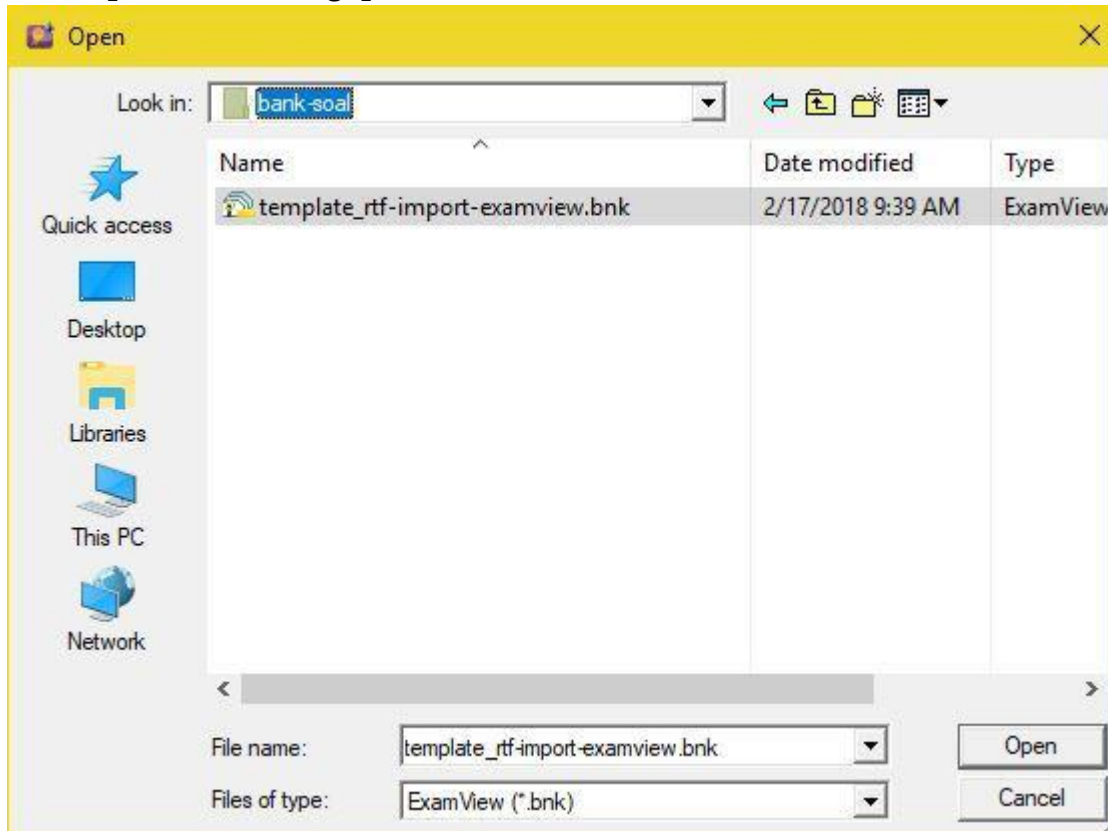 Open
Look in: bank-soal
Name Date modified Type
template_rtf-import-examview.bnk 2/17/2018 9:39 AM ExamView
Quick access
Desktop
Libraries
This PC
Network
File name: template_rtf-import-examview.bnk Open
Files of type: ExamView (*.bnk) Cancel